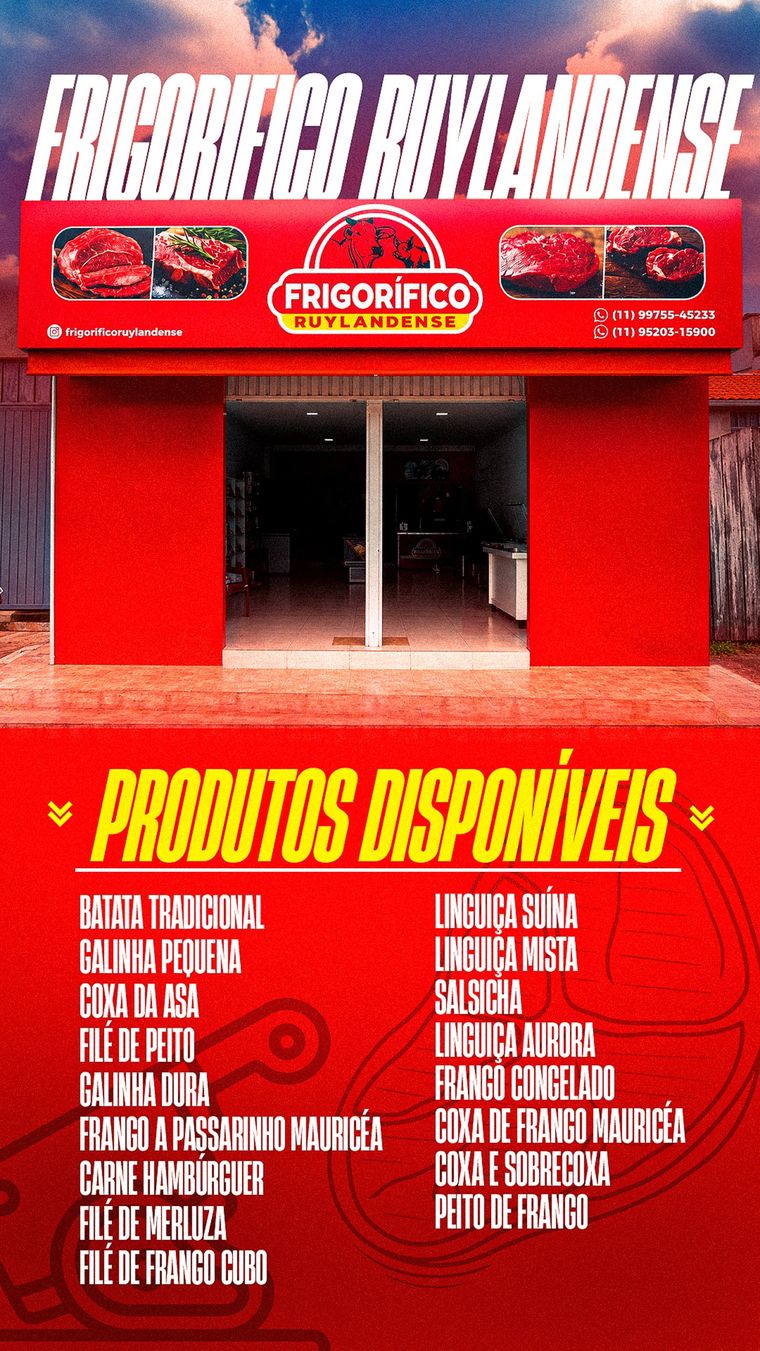 FRIGORIFICO RUYLANDENSE
FRIGORÍFICO
RUYLANDENSE
frigorificoruylandense
(11) 99755-45233
(11) 95203-15900
PRODUTOS DISPONÍVEIS
BATATA TRADICIONAL
GALINHA PEQUENA
COXA DA ASA
FILÉ DE PEITO
GALINHA DURA
FRANGO A PASSARINHO MAURICÉA
CARNE HAMBÚRGUER
FILÉ DE MERLUZA
FILÉ DE FRANGO CUBO
LINGUIÇA SUÍNA
LINGUIÇA MISTA
SALSICHA
LINGUIÇA AURORA
FRANGO CONGELADO
COXA DE FRANGO MAURICÉA
COXA E SOBRECOXA
PEITO DE FRANGO